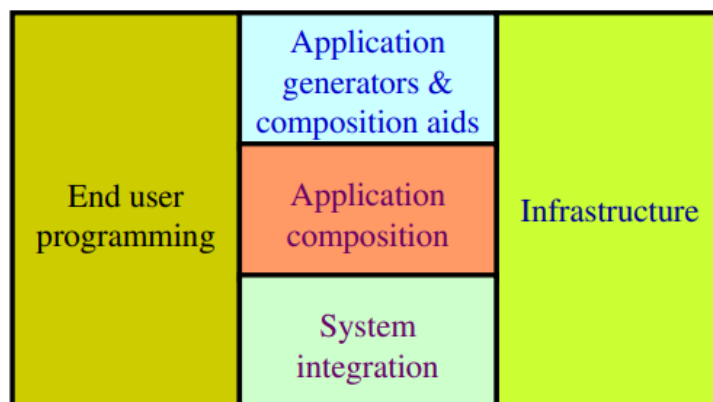 End user
programming
Application
generators &
composition aids
Application
composition
System
integration
Infrastructure